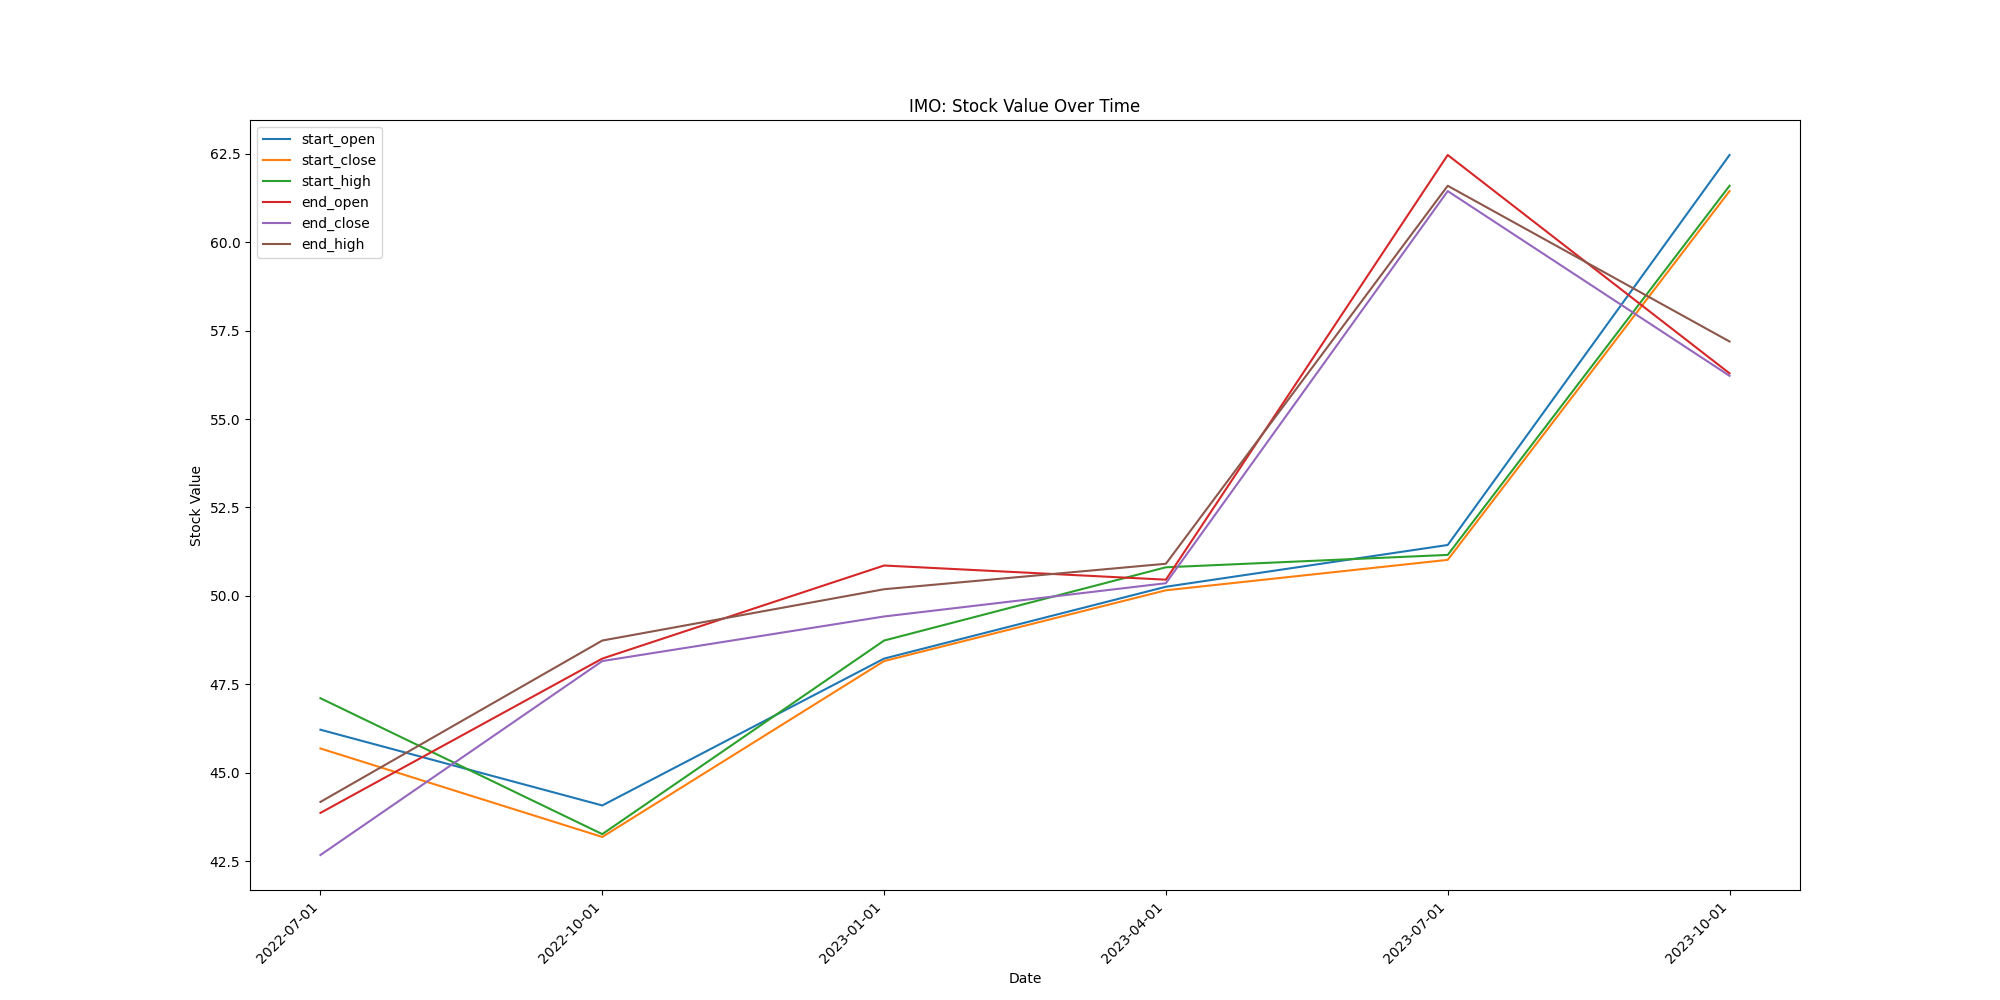 IMO: Stock Value Over Time
start_open
start_close
start_high
end_open
end_close
end_high
62.5
60.0
57.5
55.0
52.5
50.0
47.5
45.0
42.5
Stock Value
2022-07-01
2022-10-01
2023-01-01
2023-04-01
2023-07-01
2023-10-01
Date